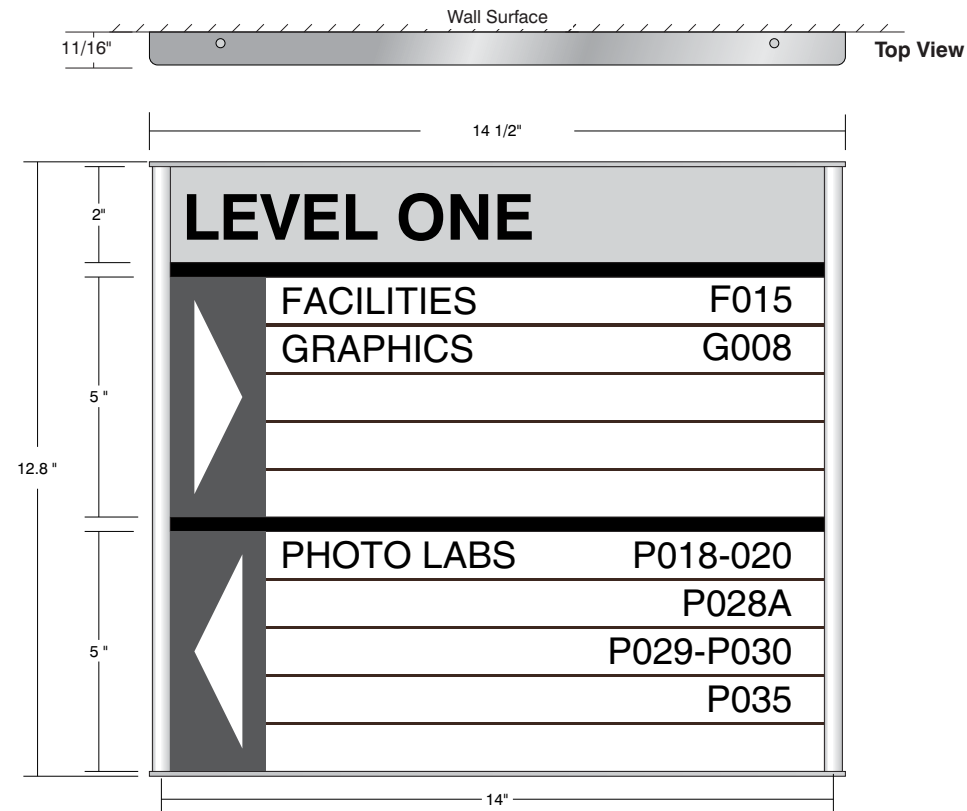 Wall Surface
11/16"
Top View
14 1/2"
2"
LEVEL ONE
FACILITIES F015
GRAPHICS G008
5 "
12.8 "
PHOTO LABS P018-020
P028A
5 "
P029-P030
P035
14"